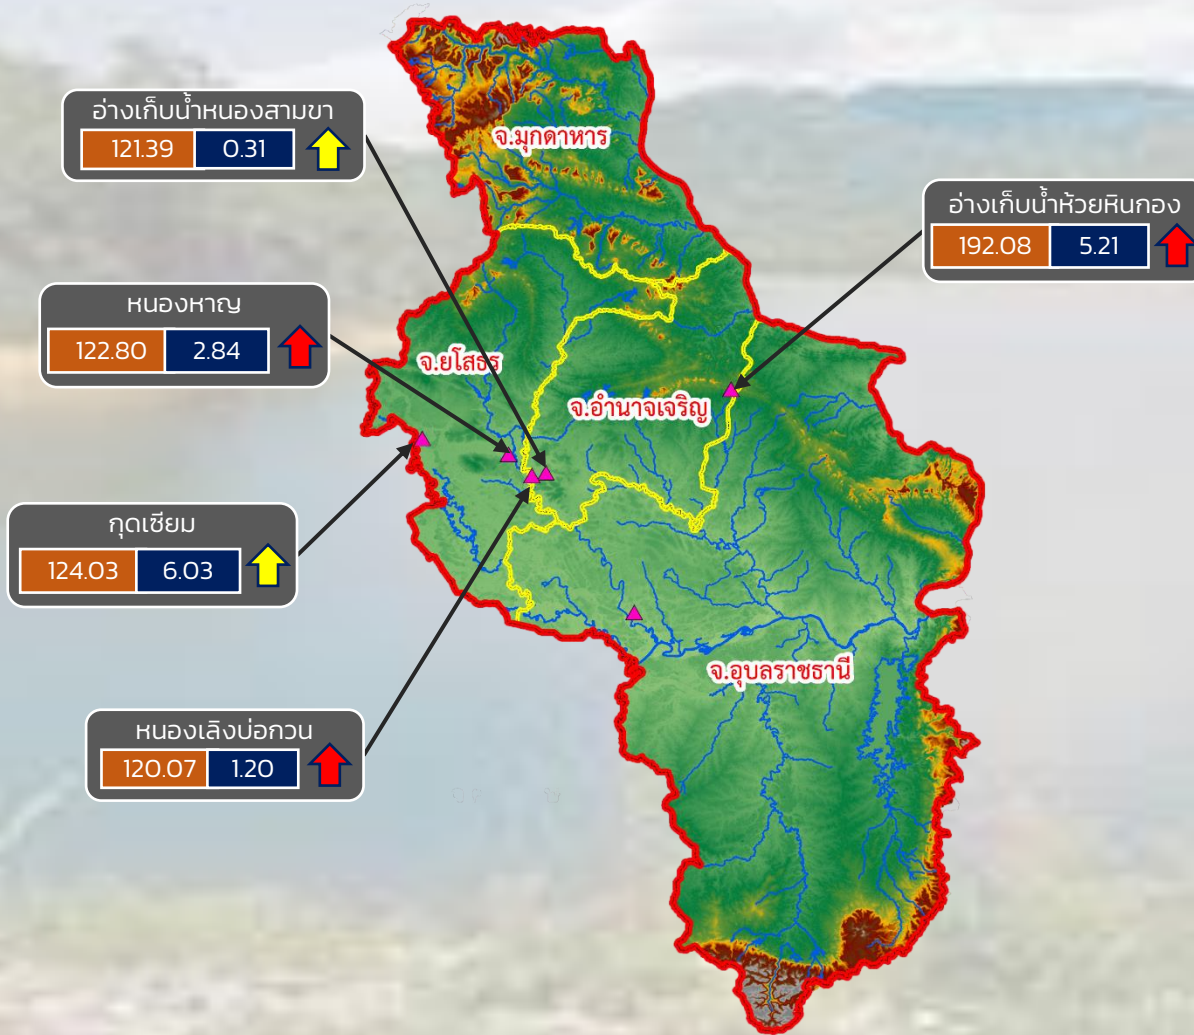 อ่างเก็บน้ำหนองสามขา
121.39 0.31
จ.มุกดาหาร
อ่างเก็บน้ำห้วยหินกอง
192.08 5.21
หนองหาญ
122.80 2.84
จ.ยโสธร
จ.อำนาจเจริญ
กุดเซียม
124.03 6.03
จ.อุบลราชธานี
หนองเลิงบ่อกวน
120.07 1.20